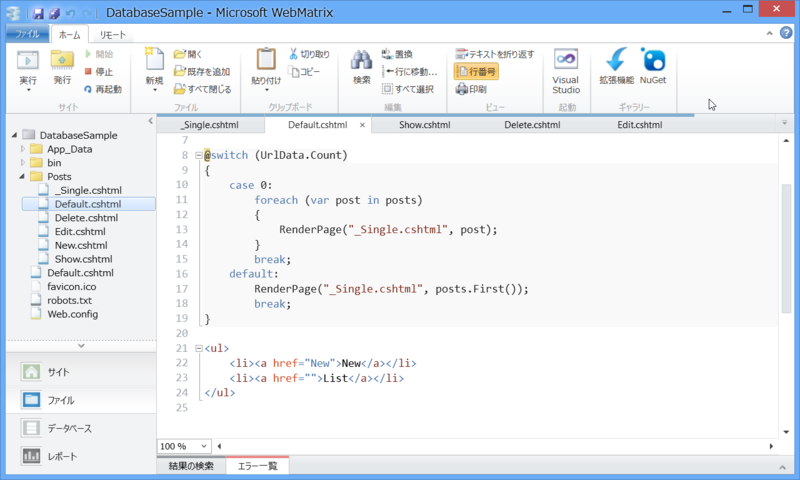 DatabaseSample - Microsoft WebMatrix
ファイル ホーム リモート
実行 発行 開始 停止 再起動 サイト
新規 開く 既存を追加 すべて閉じる ファイル
貼り付け 切り取り コピー クリップボード
検索 置換 行に移動... すべて選択 編集
テキストを折り返す 行番号 印刷 ビュー
Visual Studio 起動
拡張機能 NuGet ギャラリー
DatabaseSample
App_Data
bin
Posts
_Single.cshtml
Default.cshtml
Delete.cshtml
Edit.cshtml
New.cshtml
Show.cshtml
Default.cshtml
favicon.ico
robots.txt
Web.config
サイト
ファイル
データベース
レポート
_Single.cshtml Default.cshtml × Show.cshtml Delete.cshtml Edit.cshtml
7
8 @switch (UrlData.Count)
9 {
10 case 0:
11 foreach (var post in posts)
12 {
13 RenderPage("_Single.cshtml", post);
14 }
15 break;
16 default:
17 RenderPage("_Single.cshtml", posts.First());
18 break;
19 }
20
21 <ul>
22 <li><a href="New">New</a></li>
23 <li><a href="">List</a></li>
24 </ul>
25
100 %
結果の検索 エラー一覧